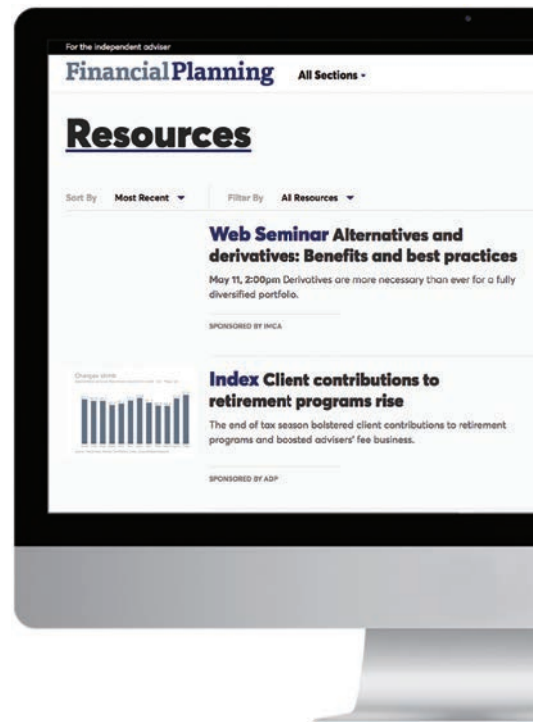 For the independent adviser
FinancialPlanning
All Sections
Resources
Sort By Most Recent
Filter By All Resources
Web Seminar Alternatives and
derivatives: Benefits and best practices
May 11, 2:00pm Derivatives are more necessary than ever for a fully
diversified portfolio.
SPONSORED BY IMCA
Index Client contributions to
retirement programs rise
The end of tax season bolstered client contributions to retirement
programs and boosted advisers' fee business.
SPONSORED BY ADP